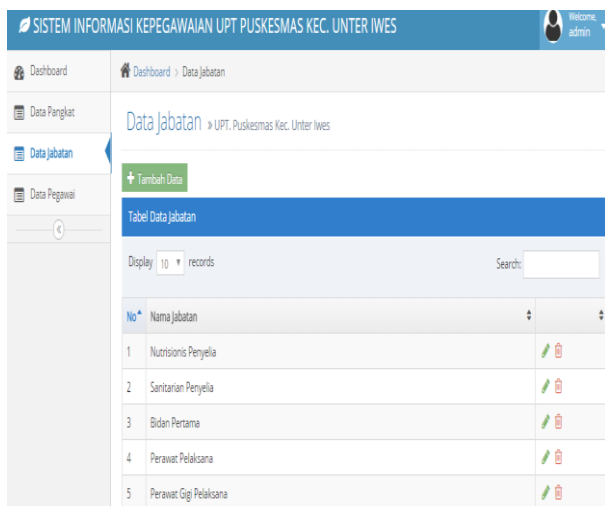 SISTEM INFORMASI KEPEGAWAIAN UPT PUSKESMAS KEC. UNTER IWES
Welcome,
admin
Dashboard
Data Pangkat
Data Jabatan
Data Pegawai
Dashboard > Data Jabatan
Data Jabatan » UPT. Puskesmas Kec. Unter Iwes
+ Tambah Data
Tabel Data Jabatan
Display 10 records Search:
No Nama Jabatan
1 Nutrisionis Penyelia
2 Sanitarian Penyelia
3 Bidan Pertama
4 Perawat Pelaksana
5 Perawat Gigi Pelaksana